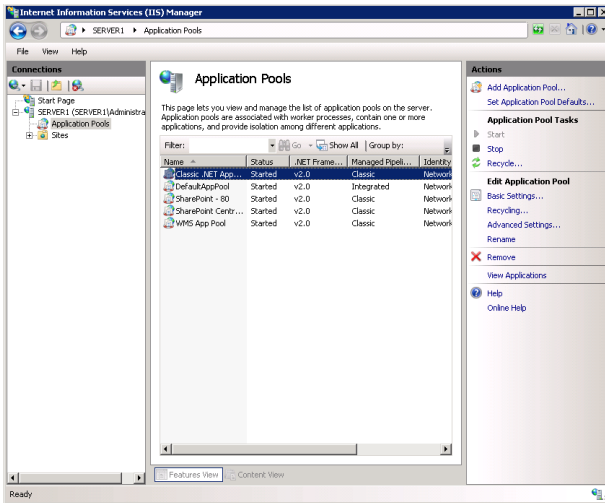 Internet Information Services (IIS) Manager
SERVER1 Application Pools
File View Help
Connections
Start Page
SERVER1 (SERVER1\Administra
Application Pools
Sites
Application Pools
This page lets you view and manage the list of application pools on the server.
Application pools are associated with worker processes, contain one or more
applications, and provide isolation among different applications.
Filter: Go Show All Group by:
Name Status .NET Frame... Managed Pipeli... Identity
Classic .NET App... Started v2.0 Classic Network
DefaultAppPool Started v2.0 Integrated Network
SharePoint - 80 Started v2.0 Classic Network
SharePoint Centr... Started v2.0 Classic Network
WMS App Pool Started v2.0 Classic Network
Features View Content View
Actions
Add Application Pool...
Set Application Pool Defaults...
Application Pool Tasks
Start
Stop
Recycle...
Edit Application Pool
Basic Settings...
Recycling...
Advanced Settings...
Rename
Remove
View Applications
Help
Online Help
Ready